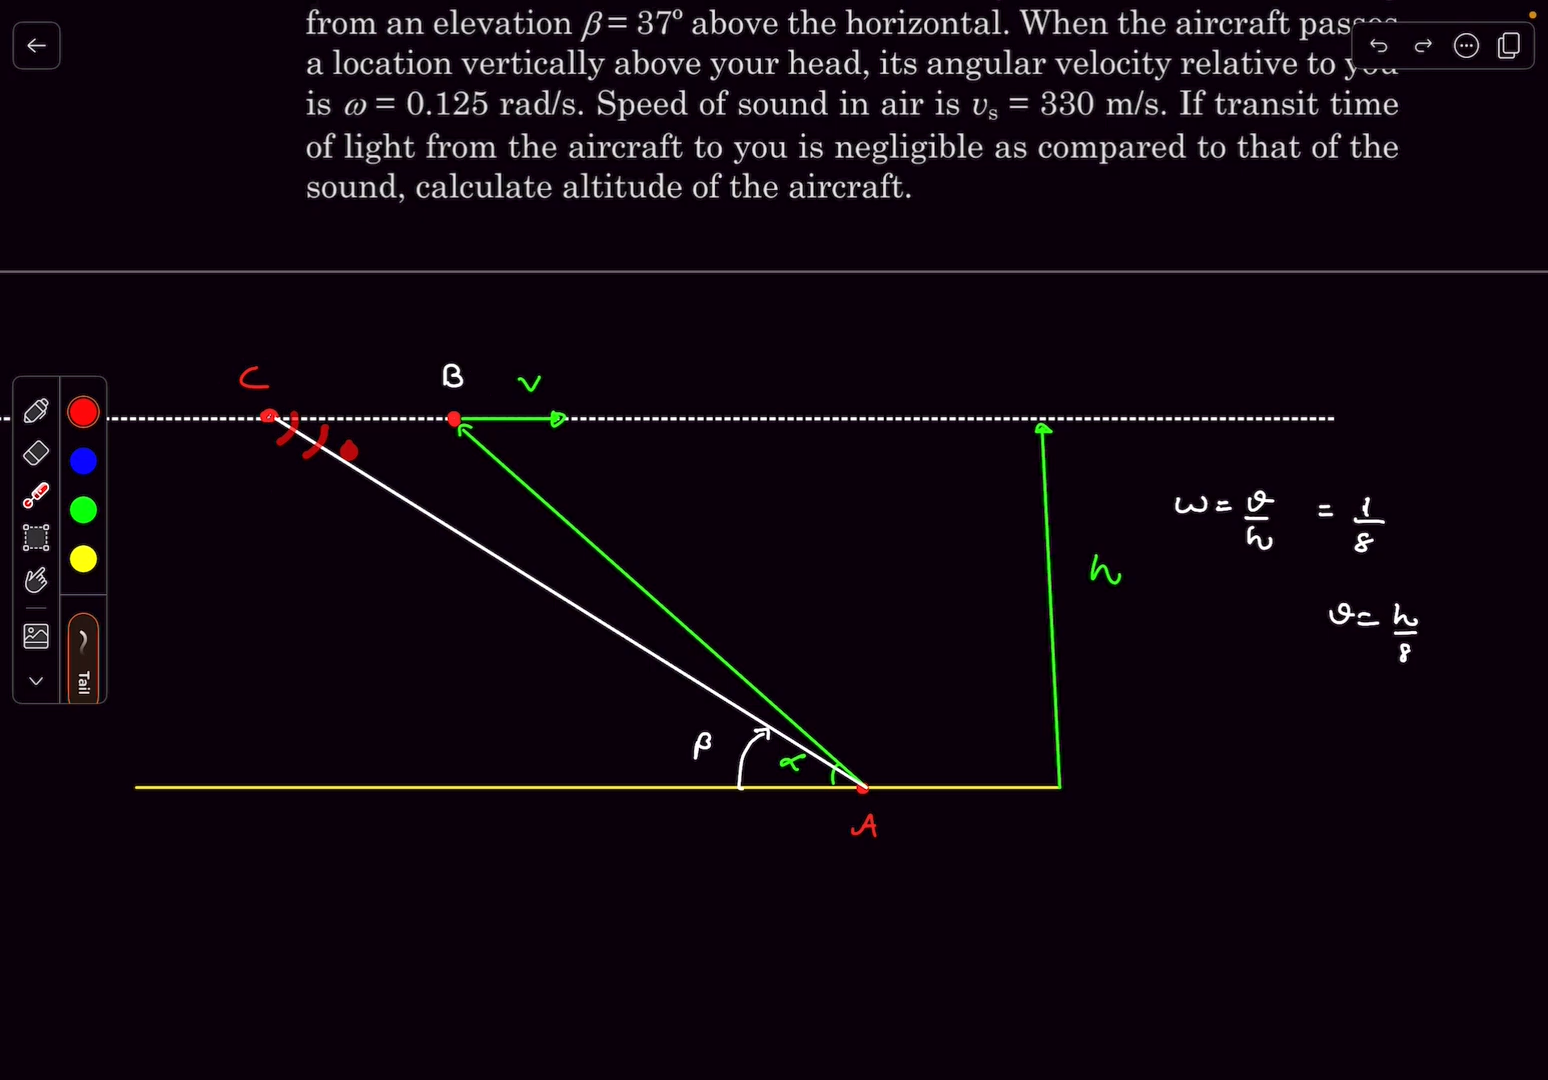 from an elevation β = 37º above the horizontal. When the aircraft passes
a location vertically above your head, its angular velocity relative to you
is ω = 0.125 rad/s. Speed of sound in air is vₛ = 330 m/s. If transit time
of light from the aircraft to you is negligible as compared to that of the
sound, calculate altitude of the aircraft.
C B v
ω = v/h = 1/8
h
v = h/8
Tail
β α
A